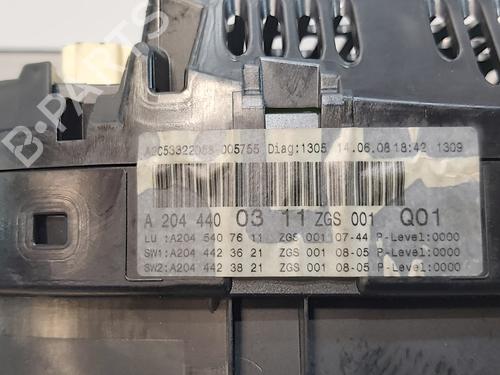 A2C53322053 005755 Diag:1305 14.06.08 18:42 1309
A 204 440 03 11 ZGS 001 Q01
LU :A204 540 76 11 ZGS 001 07-44 P-Level:0000
SW1:A204 442 36 21 ZGS 001 08-05 P-Level:0000
SW2:A204 442 38 21 ZGS 001 08-05 P-Level:0000
B-PARTS